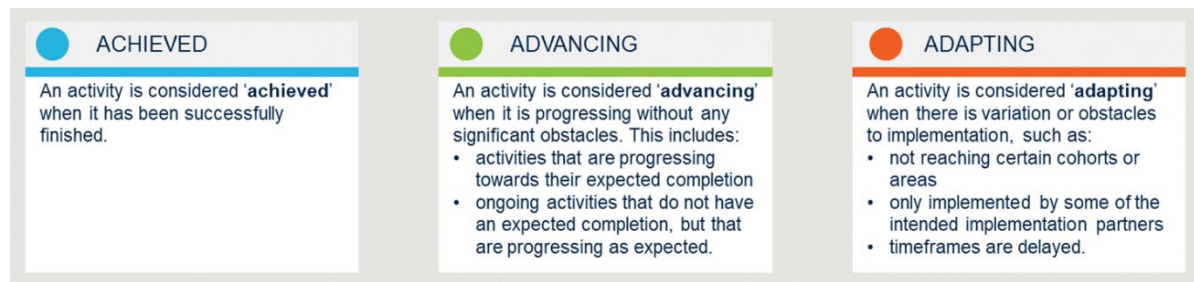 ACHIEVED
An activity is considered ‘achieved’
when it has been successfully
finished.
ADVANCING
An activity is considered ‘advancing’
when it is progressing without any
significant obstacles. This includes:
• activities that are progressing
towards their expected completion
• ongoing activities that do not have
an expected completion, but that
are progressing as expected.
ADAPTING
An activity is considered ‘adapting’
when there is variation or obstacles
to implementation, such as:
• not reaching certain cohorts or
areas
• only implemented by some of the
intended implementation partners
• timeframes are delayed.